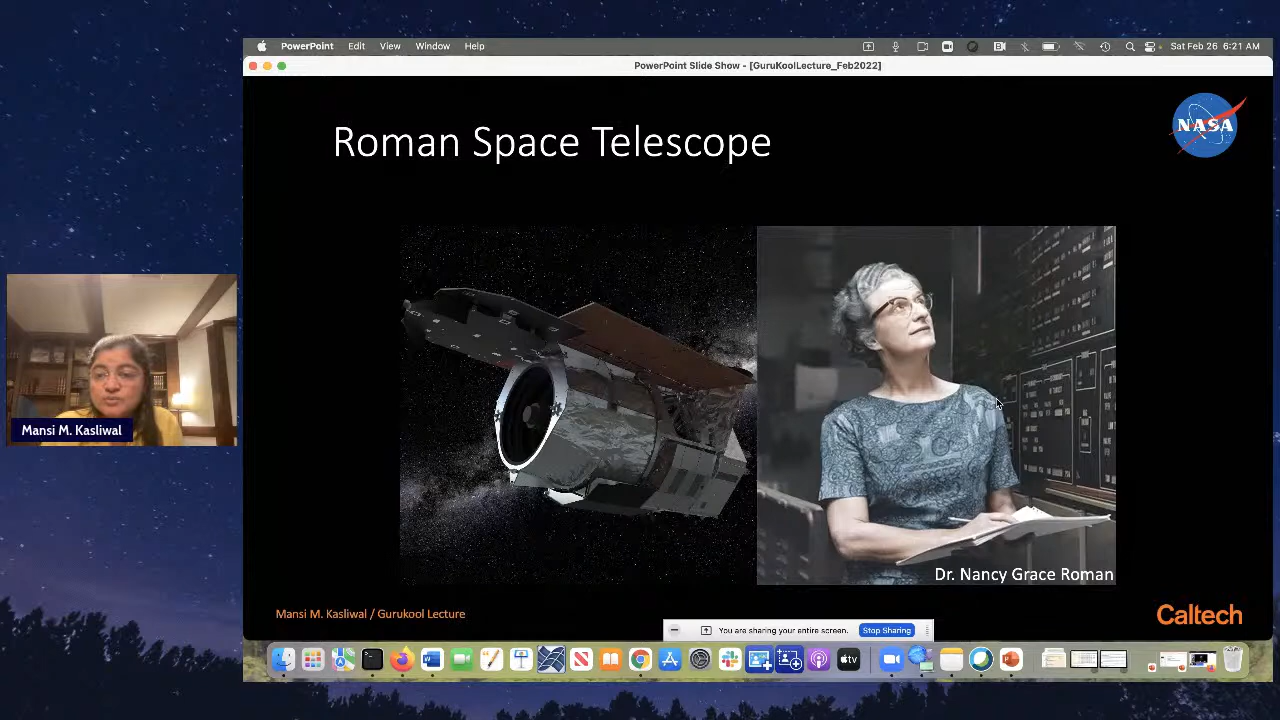 PowerPoint Edit View Window Help
Sat Feb 26 6:21 AM
PowerPoint Slide Show - [GuruKoolLecture_Feb2022]
Roman Space Telescope
NASA
Mansi M. Kasliwal
Dr. Nancy Grace Roman
Mansi M. Kasliwal / Gurukool Lecture
Caltech
You are sharing your entire screen. Stop Sharing
tv